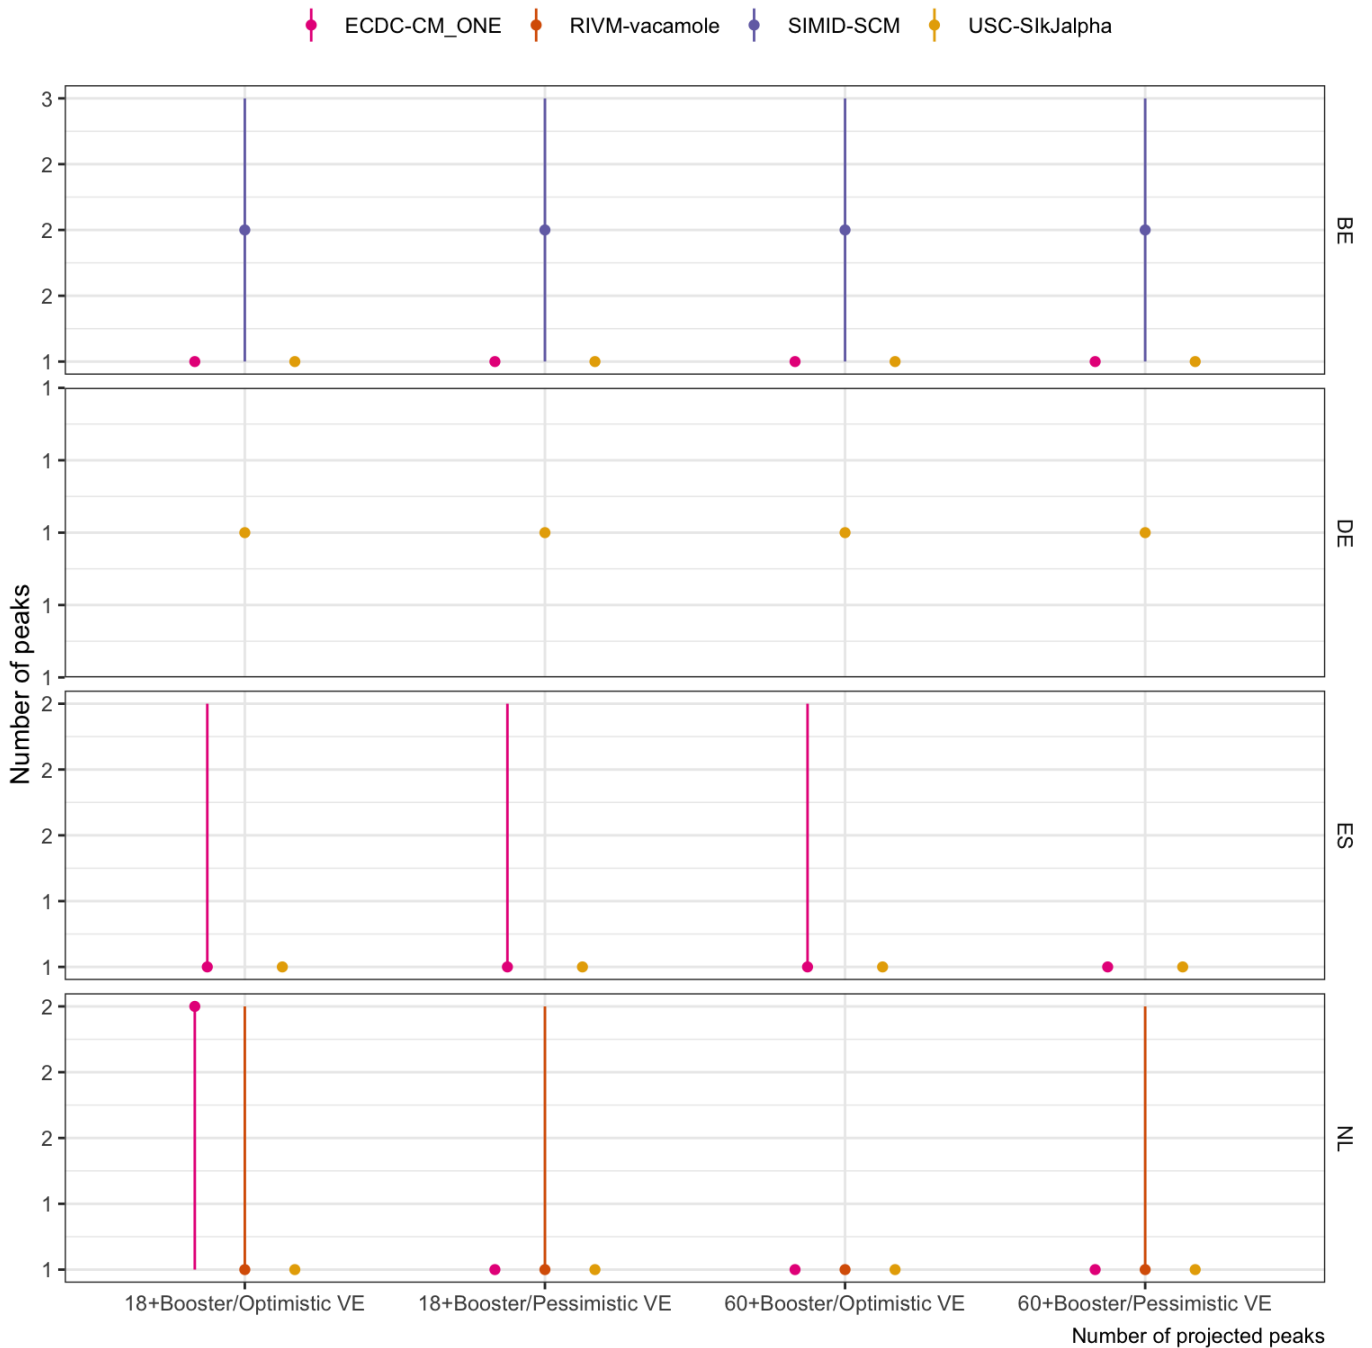 ECDC-CM_ONE RIVM-vacamole SIMID-SCM USC-SIkJalpha
Number of peaks
3
2
2
2
1
BE
1
1
1
1
1
DE
2
2
2
1
1
ES
2
2
2
1
1
NL
18+Booster/Optimistic VE 18+Booster/Pessimistic VE 60+Booster/Optimistic VE 60+Booster/Pessimistic VE
Number of projected peaks